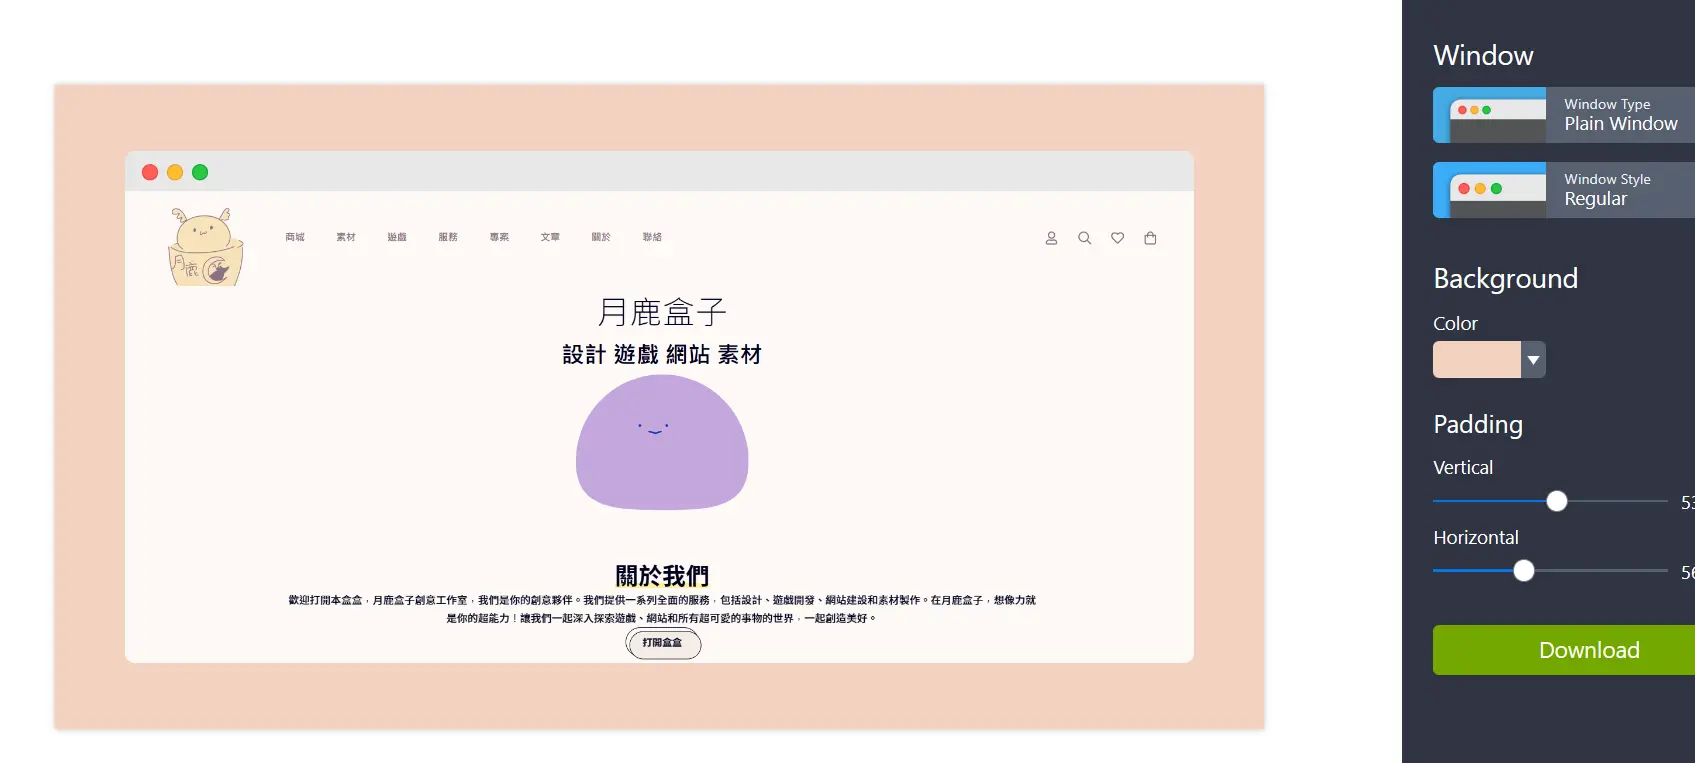 月鹿
商城 素材 遊戲 服務 專案 文章 關於 聯絡
月鹿盒子
設計 遊戲 網站 素材
關於我們
歡迎打開本盒盒，月鹿盒子創意工作室，我們是你的創意夥伴。我們提供一系列全面的服務，包括設計、遊戲開發、網站建設和素材製作。在月鹿盒子，想像力就
是你的超能力！讓我們一起深入探索遊戲、網站和所有超可愛的事物的世界，一起創造美好。
打開盒盒
Window
Window Type
Plain Window
Window Style
Regular
Background
Color
Padding
Vertical
53
Horizontal
56
Download